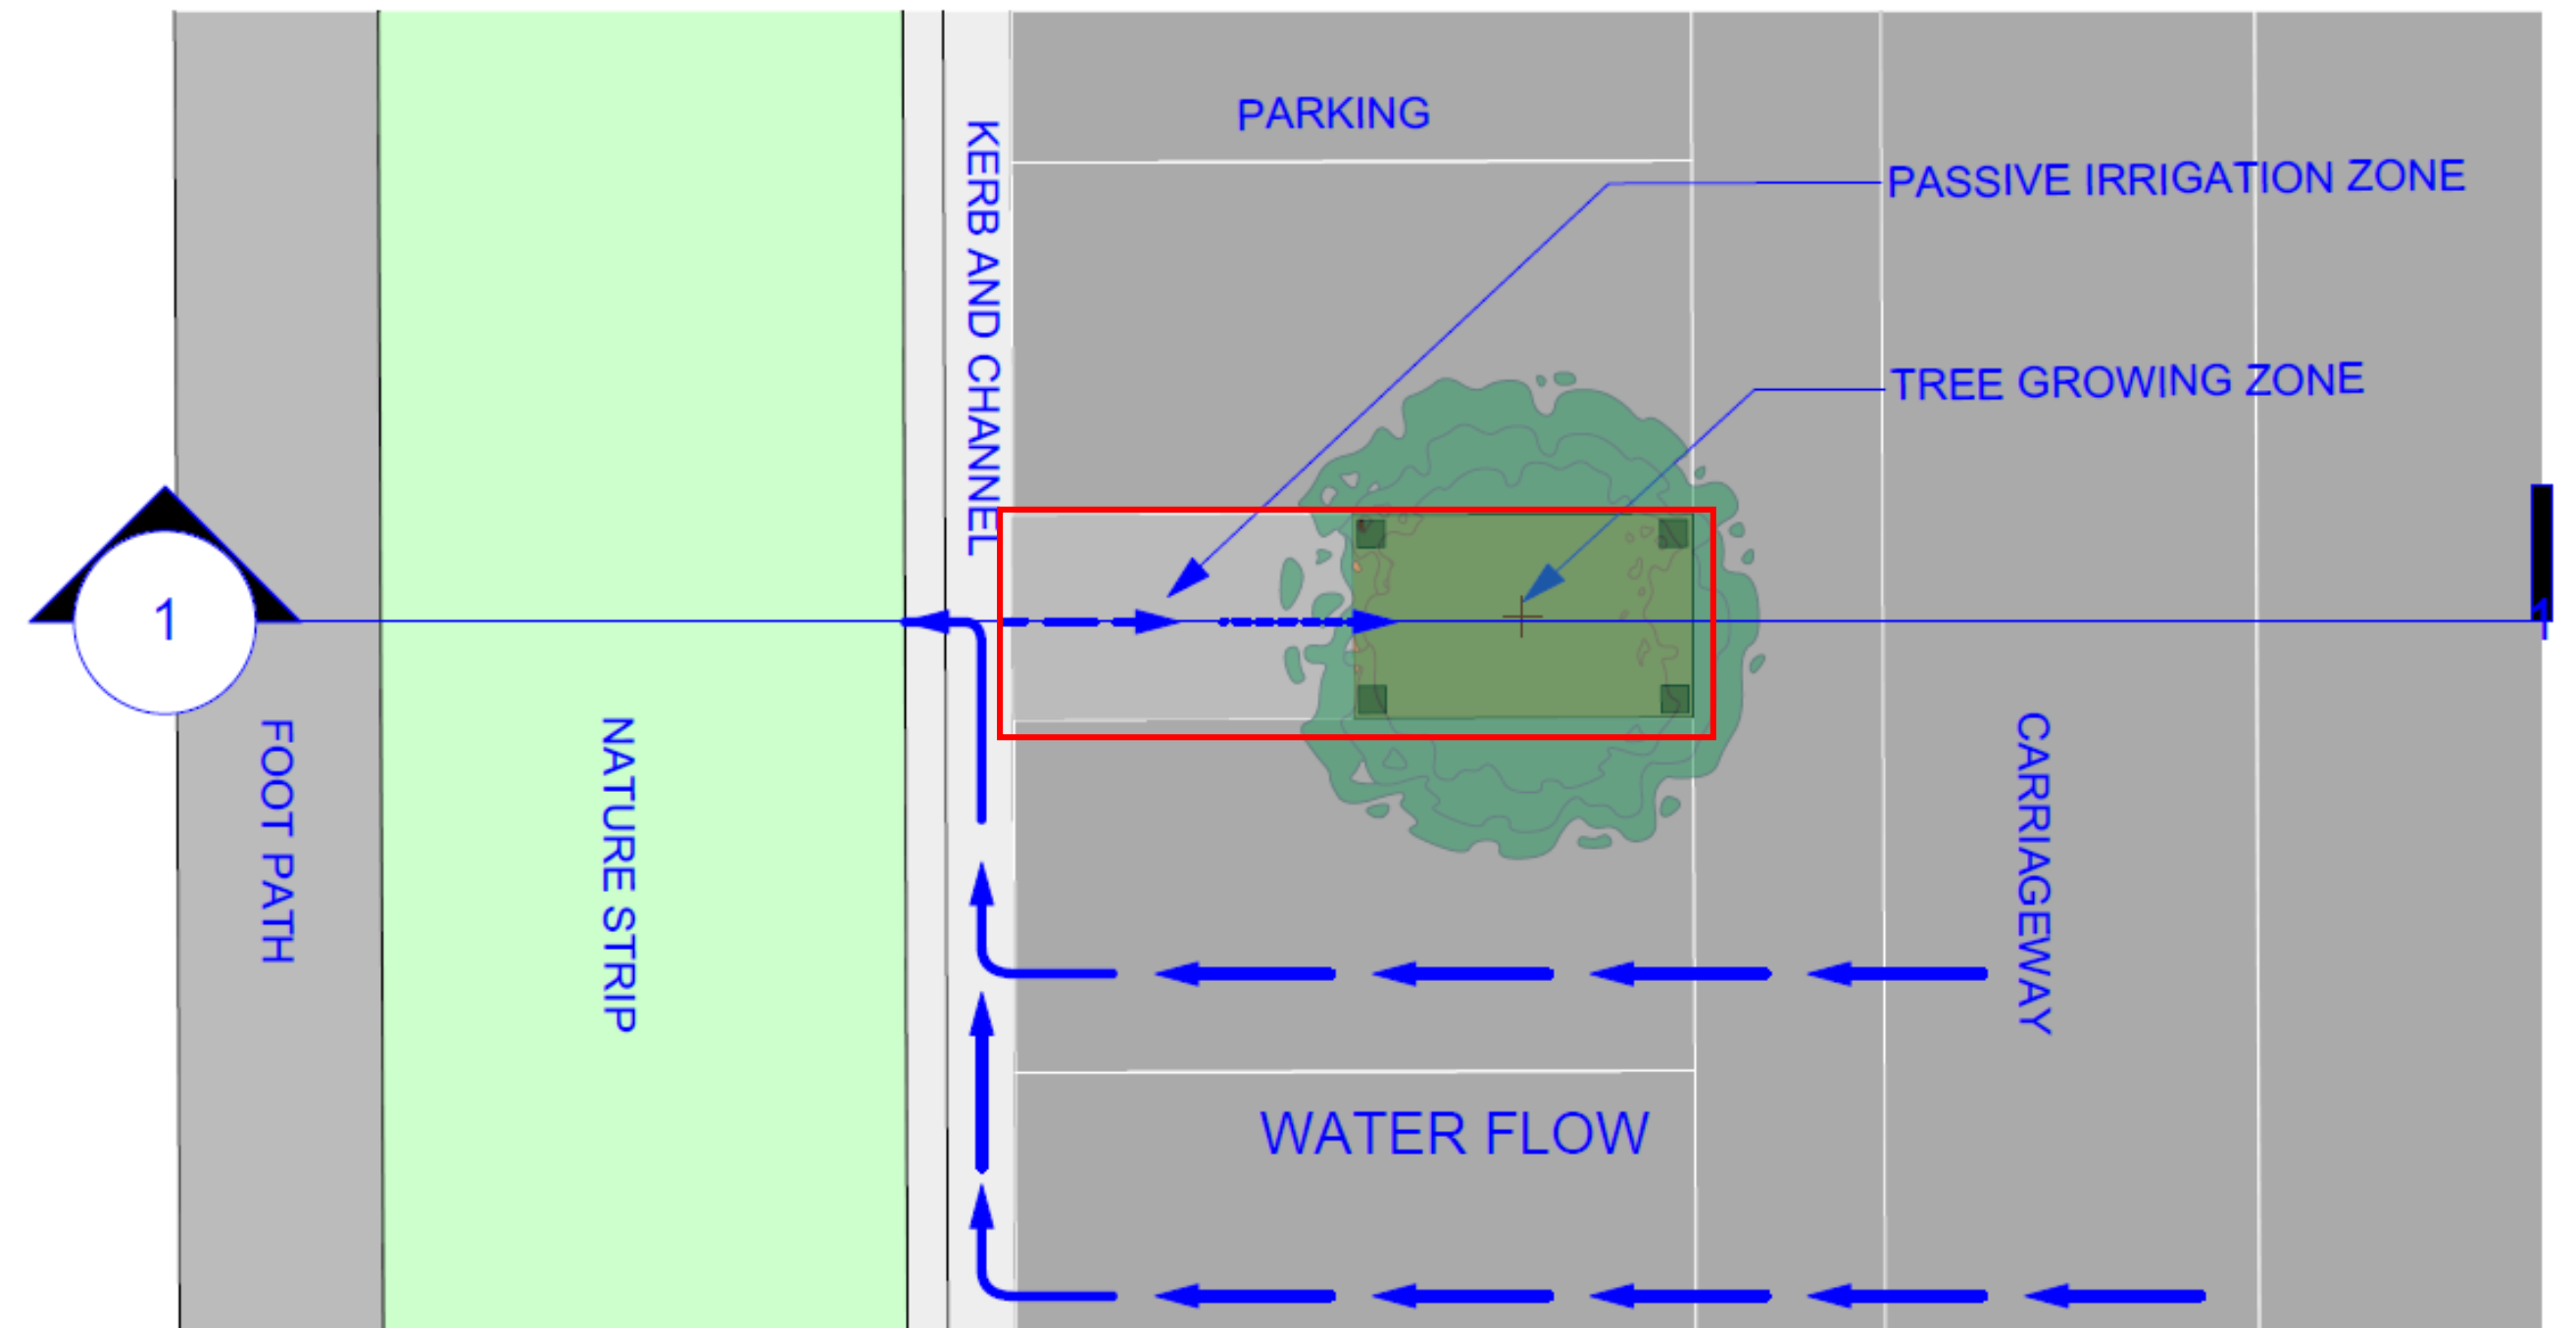 PARKING
PASSIVE IRRIGATION ZONE
KERB AND CHANNEL
TREE GROWING ZONE
1
1
FOOT PATH
NATURE STRIP
CARRIAGEWAY
WATER FLOW